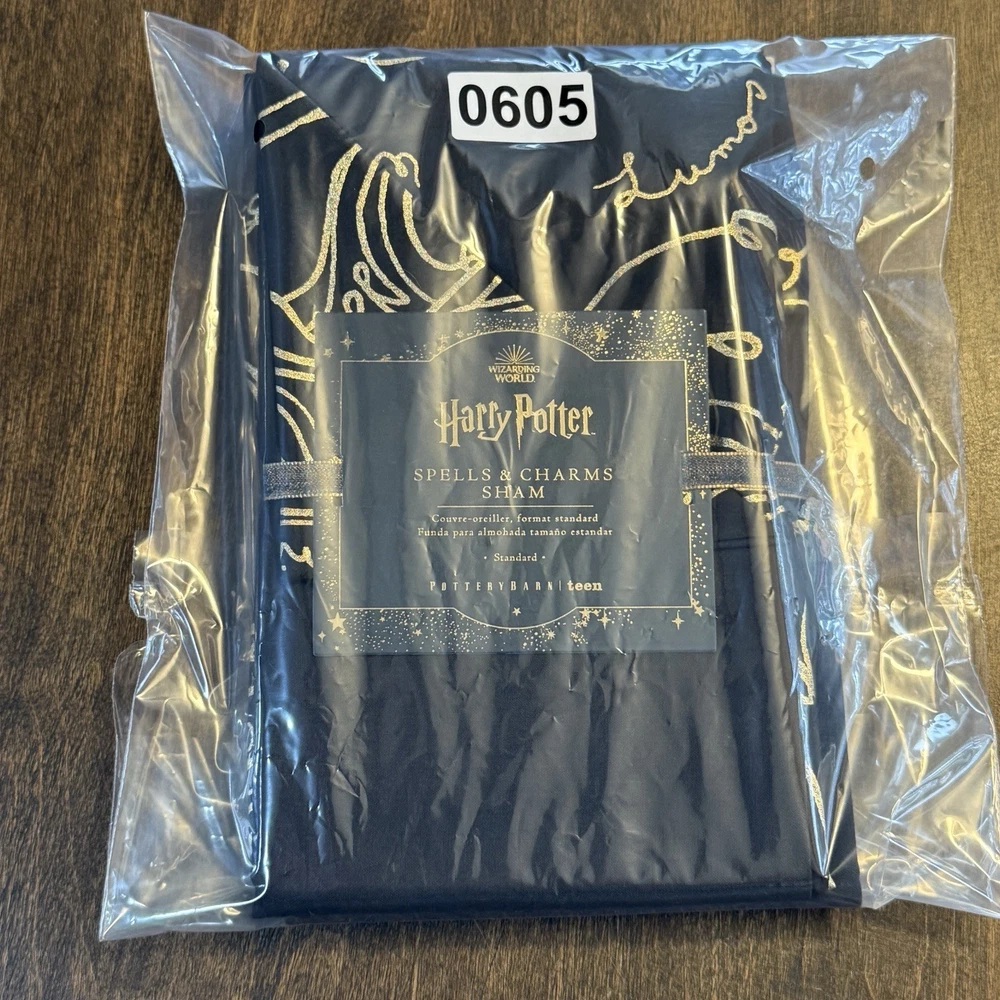 0605
Lumos
WIZARDING
WORLD
Harry Potter
SPELLS & CHARMS
SHAM
Couvre-oreiller, format standard
Funda para almohada tamaño estandar
• Standard •
POTTERYBARN | teen